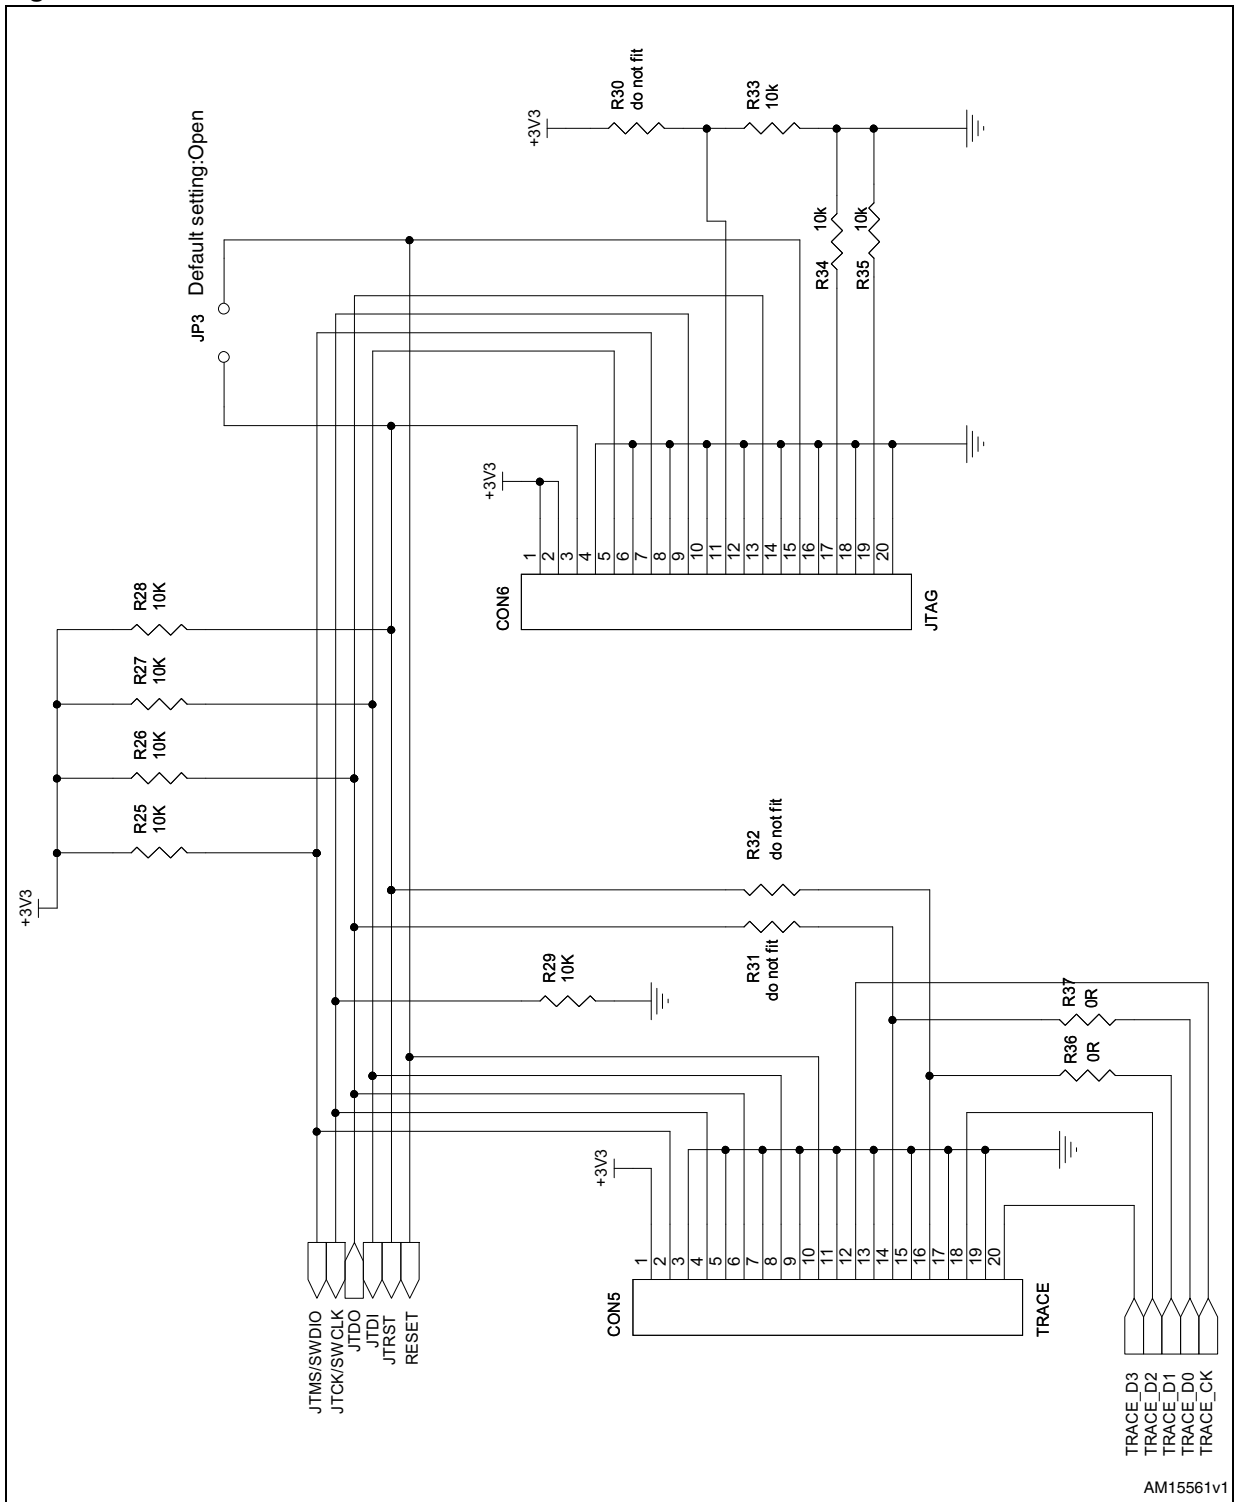 +3V3
R30
do not fit
R33
10k
Default setting:Open
JP3
R34
10k
R35
10k
+3V3
1
2
3
4
5
6
7
8
9
10
11
12
13
14
15
16
17
18
19
20
CON6
JTAG
R28
10K
R27
10K
R26
10K
R25
10K
+3V3
R32
do not fit
R31
do not fit
R29
10K
R37
0R
R36
0R
+3V3
1
2
3
4
5
6
7
8
9
10
11
12
13
14
15
16
17
18
19
20
CON5
TRACE
JTMS/SWDIO
JTCK/SWCLK
JTDO
JTDI
JTRST
RESET
TRACE_D3
TRACE_D2
TRACE_D1
TRACE_D0
TRACE_CK
AM15561v1